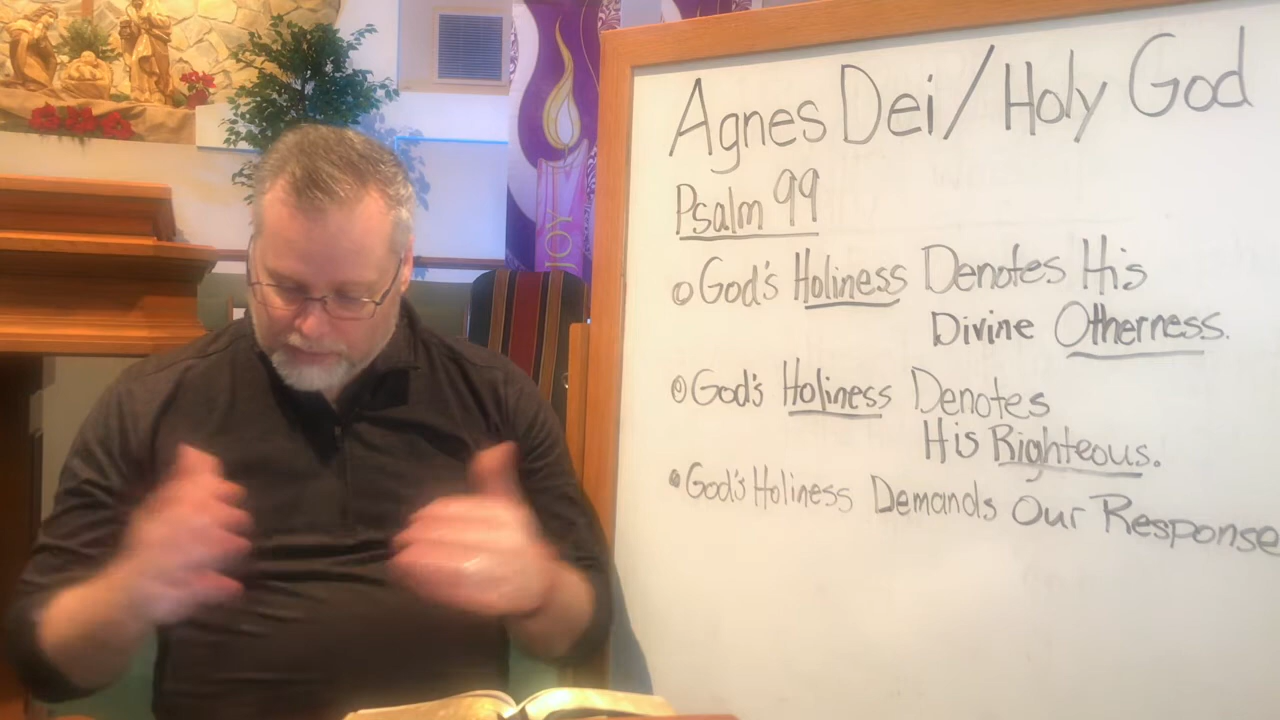 JOY
Agnes Dei / Holy God
Psalm 99
God's Holiness Denotes His
Divine Otherness.
God's Holiness Denotes
His Righteous.
God's Holiness Demands Our Response